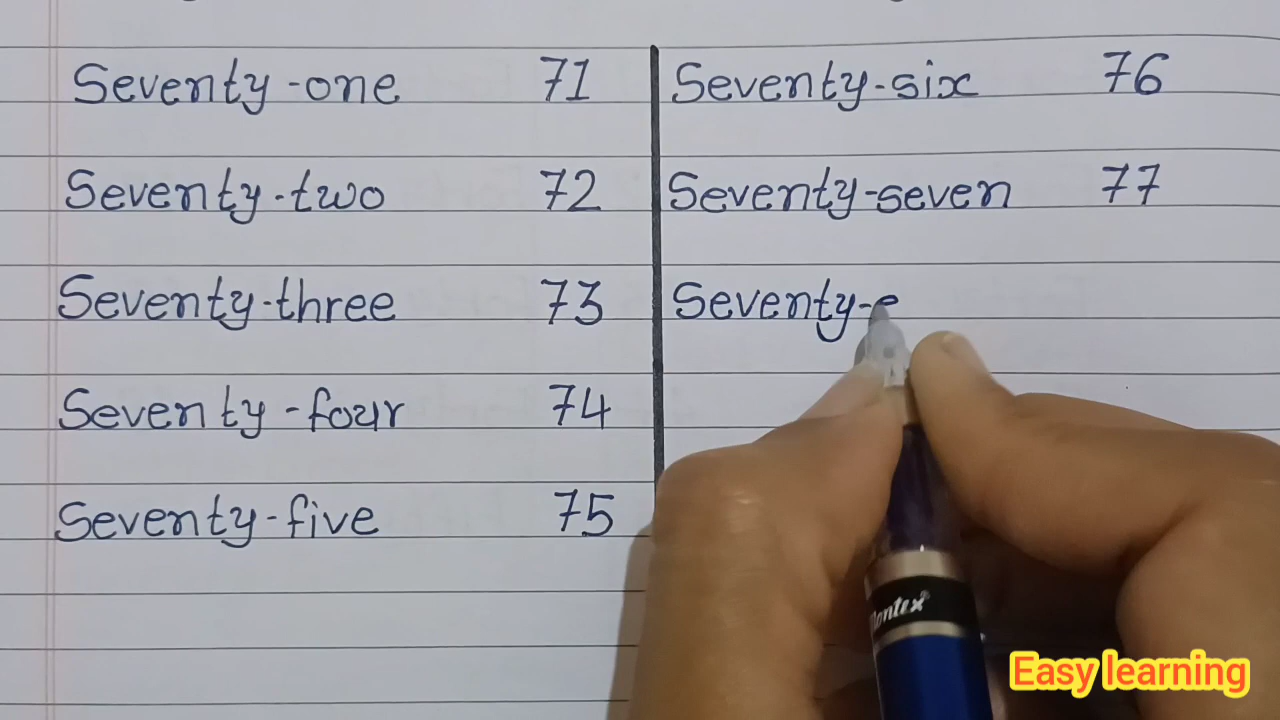 Seventy-one 71
Seventy-two 72
Seventy-three 73
Seventy-four 74
Seventy-five 75
Seventy-six 76
Seventy-seven 77
Seventy-e
Montex
Easy learning